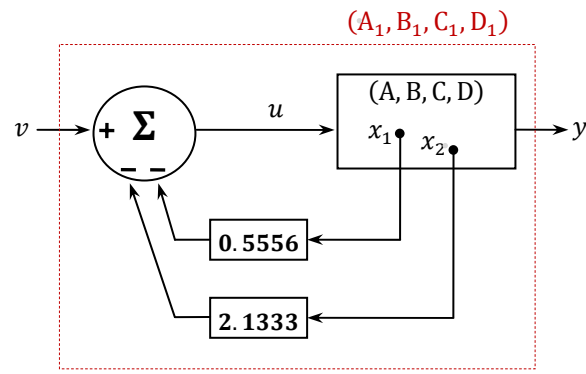 (A₁, B₁, C₁, D₁)
v
+ Σ
− −
u
(A, B, C, D)
x₁
x₂
y
0.5556
2.1333